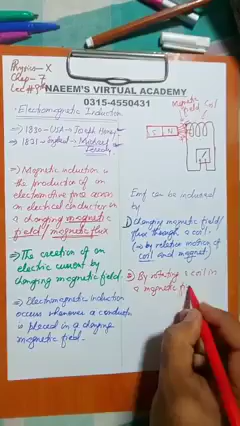 Physics - X
Chap - 7
Lec # 9th
NAEEM'S VIRTUAL ACADEMY
0315-4550431
Electromagnetic Induction
=> 1830 - USA -> Joseph Henry
=> 1831 - England -> Michael
Faraday
=> Magnetic induction is
the production of
electromotive force across
an electrical conductor in
a changing magnetic
field / magnetic flux
=> The creation of an
electric current by
changing magnetic field.
=> Electromagnetic induction
occurs whenever a conductor
is placed in a changing
magnetic field.
Magnetic
field Coil
S N
Emf can be induced
by
1) Changing magnetic field/
flux through a coil.
(is by relative motion of
coil and magnet)
2) By rotating a coil in
a magnetic f